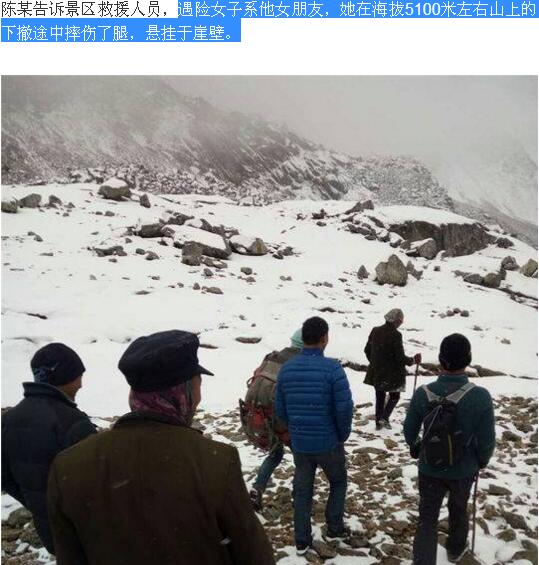 陈某告诉景区救援人员，遇险女子系他女朋友，她在海拔5100米左右山上的
下撤途中摔伤了腿，悬挂于崖壁。